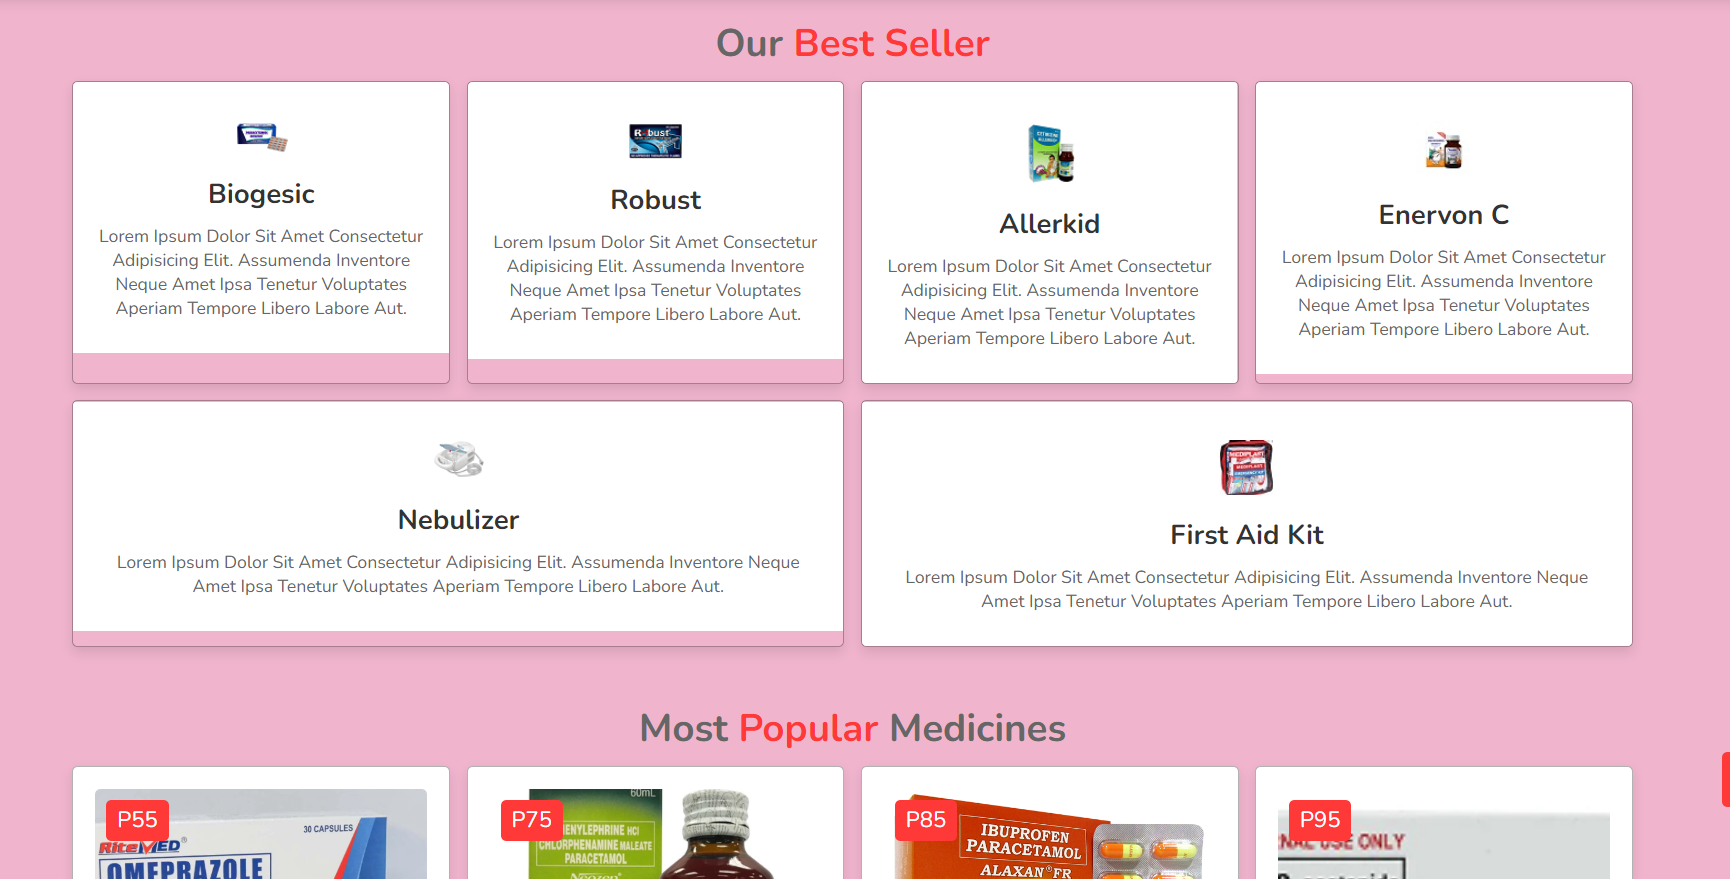 Our Best Seller
Robust
Biogesic
Robust
Allerkid
Enervon C
Lorem Ipsum Dolor Sit Amet Consectetur
Adipisicing Elit. Assumenda Inventore
Neque Amet Ipsa Tenetur Voluptates
Aperiam Tempore Libero Labore Aut.
Lorem Ipsum Dolor Sit Amet Consectetur
Adipisicing Elit. Assumenda Inventore
Neque Amet Ipsa Tenetur Voluptates
Aperiam Tempore Libero Labore Aut.
Lorem Ipsum Dolor Sit Amet Consectetur
Adipisicing Elit. Assumenda Inventore
Neque Amet Ipsa Tenetur Voluptates
Aperiam Tempore Libero Labore Aut.
Lorem Ipsum Dolor Sit Amet Consectetur
Adipisicing Elit. Assumenda Inventore
Neque Amet Ipsa Tenetur Voluptates
Aperiam Tempore Libero Labore Aut.
Nebulizer
Lorem Ipsum Dolor Sit Amet Consectetur Adipisicing Elit. Assumenda Inventore Neque
Amet Ipsa Tenetur Voluptates Aperiam Tempore Libero Labore Aut.
MEDIPLAST
MEDIPLAST
First Aid Kit
Lorem Ipsum Dolor Sit Amet Consectetur Adipisicing Elit. Assumenda Inventore Neque
Amet Ipsa Tenetur Voluptates Aperiam Tempore Libero Labore Aut.
Most Popular Medicines
P55
30 CAPSULES
RiteMED®
OMEPRAZOLE
P75
60mL
HCl
CHLORPHENAMINE MALEATE
PARACETAMOL
Neozep
P85
IBUPROFEN
PARACETAMOL
ALAXAN® FR
P95
USE ONLY